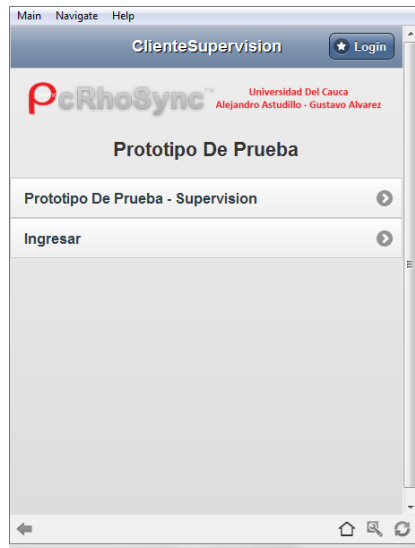 Main Navigate Help
ClienteSupervision
Login
PcRhoSync™
Universidad Del Cauca
Alejandro Astudillo - Gustavo Alvarez
Prototipo De Prueba
Prototipo De Prueba - Supervision
Ingresar